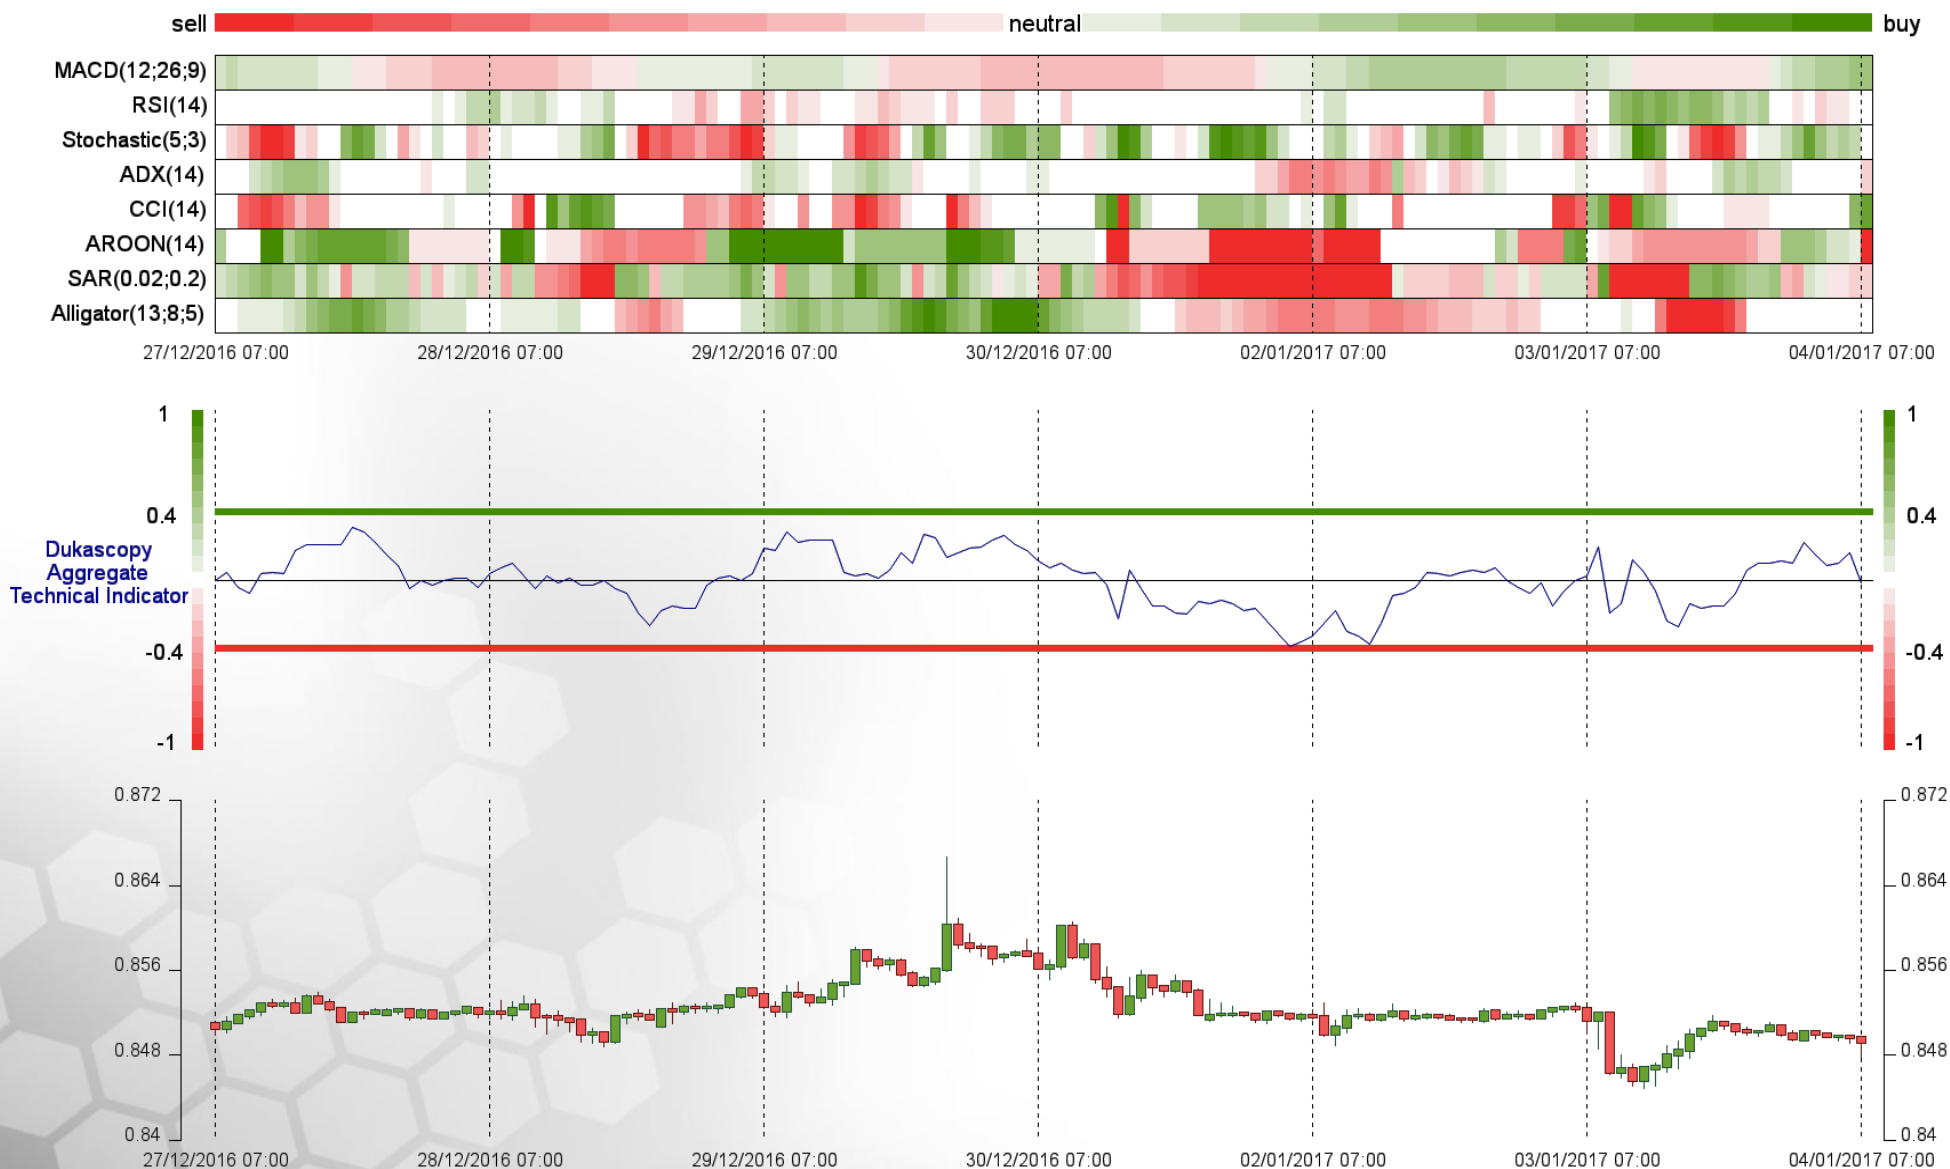 sell neutral buy
MACD(12;26;9)
RSI(14)
Stochastic(5;3)
ADX(14)
CCI(14)
AROON(14)
SAR(0.02;0.2)
Alligator(13;8;5)
27/12/2016 07:00 28/12/2016 07:00 29/12/2016 07:00 30/12/2016 07:00 02/01/2017 07:00 03/01/2017 07:00 04/01/2017 07:00
1 1
0.4 0.4
Dukascopy
Aggregate
Technical Indicator
-0.4 -0.4
-1 -1
0.872 0.872
0.864 0.864
0.856 0.856
0.848 0.848
0.84 0.84
27/12/2016 07:00 28/12/2016 07:00 29/12/2016 07:00 30/12/2016 07:00 02/01/2017 07:00 03/01/2017 07:00 04/01/2017 07:00